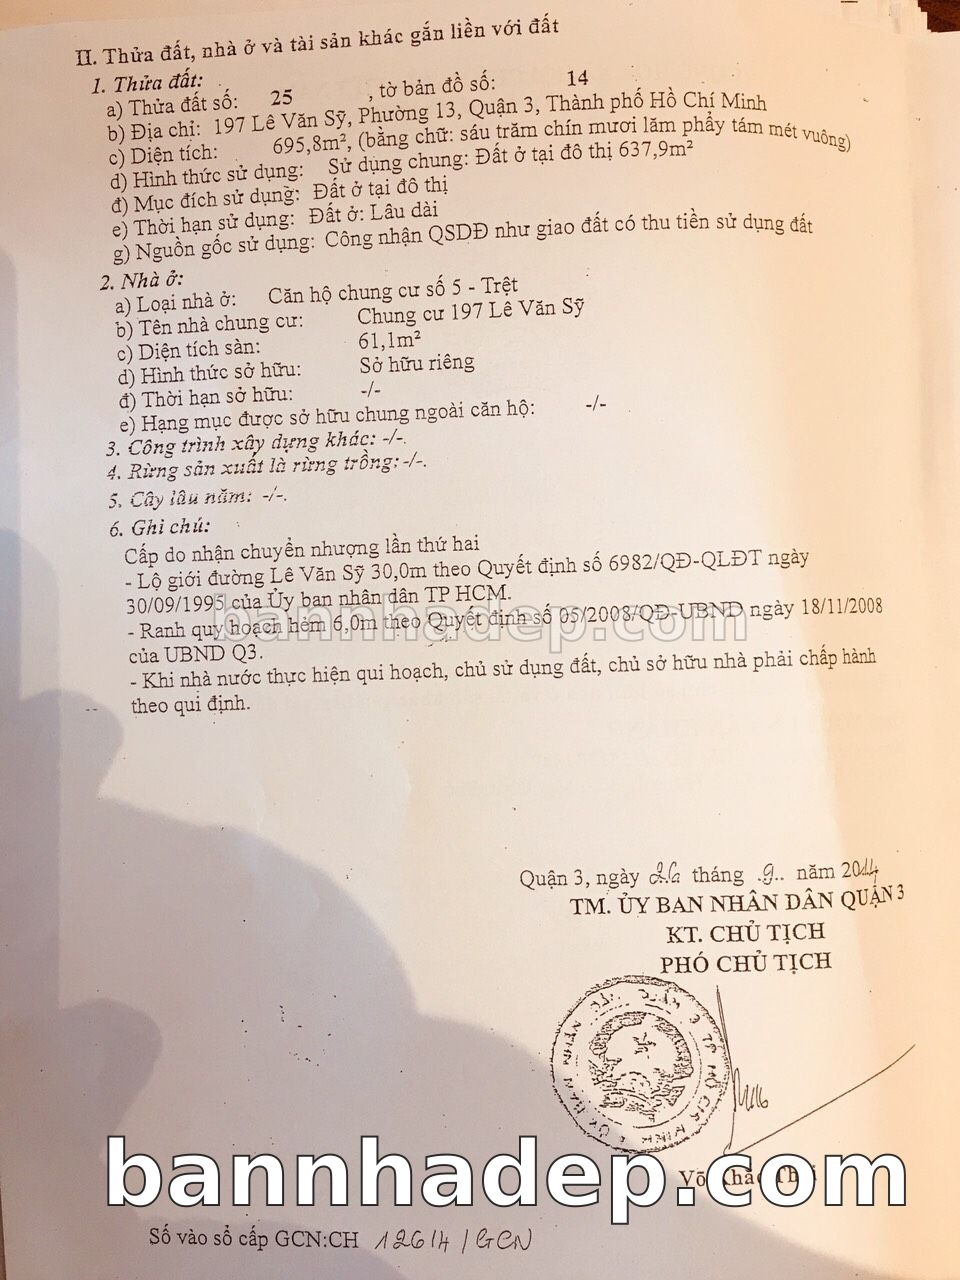 II. Thửa đất, nhà ở và tài sản khác gắn liền với đất
1. Thửa đất:
a) Thửa đất số: 25 , tờ bản đồ số: 14
b) Địa chỉ: 197 Lê Văn Sỹ, Phường 13, Quận 3, Thành phố Hồ Chí Minh
c) Diện tích: 695,8m², (bằng chữ: sáu trăm chín mươi lăm phẩy tám mét vuông)
d) Hình thức sử dụng: Sử dụng chung: Đất ở tại đô thị 637,9m²
đ) Mục đích sử dụng: Đất ở tại đô thị
e) Thời hạn sử dụng: Đất ở: Lâu dài
g) Nguồn gốc sử dụng: Công nhận QSDĐ như giao đất có thu tiền sử dụng đất
2. Nhà ở:
a) Loại nhà ở: Căn hộ chung cư số 5 - Trệt
b) Tên nhà chung cư: Chung cư 197 Lê Văn Sỹ
c) Diện tích sàn: 61,1m²
d) Hình thức sở hữu: Sở hữu riêng
đ) Thời hạn sở hữu: -/-
e) Hạng mục được sở hữu chung ngoài căn hộ: -/-
3. Công trình xây dựng khác: -/-.
4. Rừng sản xuất là rừng trồng: -/-.
5. Cây lâu năm: -/-.
6. Ghi chú:
Cấp do nhận chuyển nhượng lần thứ hai
- Lộ giới đường Lê Văn Sỹ 30,0m theo Quyết định số 6982/QĐ-QLĐT ngày
30/09/1995 của Ủy ban nhân dân TP HCM.
bannhadep.com
- Ranh quy hoạch hẻm 6,0m theo Quyết định số 05/2008/QĐ-UBND ngày 18/11/2008
của UBND Q3.
- Khi nhà nước thực hiện qui hoạch, chủ sử dụng đất, chủ sở hữu nhà phải chấp hành
theo qui định.
Quận 3, ngày 26 tháng .9.. năm 2014
TM. ỦY BAN NHÂN DÂN QUẬN 3
KT. CHỦ TỊCH
PHÓ CHỦ TỊCH
bannhadep.com
Võ Khắc
Số vào sổ cấp GCN:CH 12614/GCN